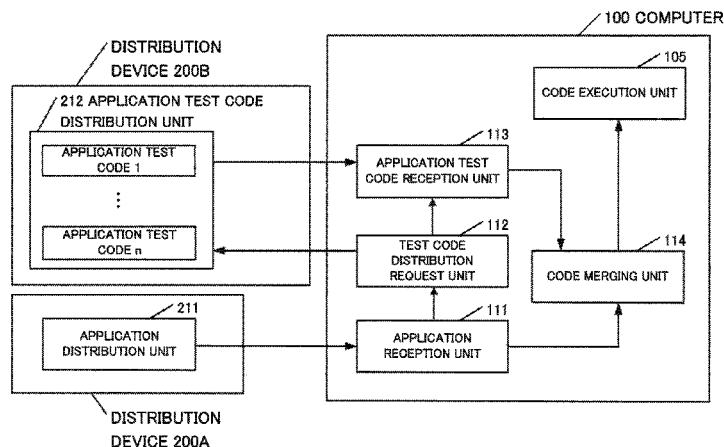 100 COMPUTER
DISTRIBUTION
DEVICE 200B
212 APPLICATION TEST CODE
DISTRIBUTION UNIT
APPLICATION TEST
CODE 1
⋮
APPLICATION TEST
CODE n
105
CODE EXECUTION UNIT
113
APPLICATION TEST
CODE RECEPTION UNIT
112
TEST CODE
DISTRIBUTION
REQUEST UNIT
114
CODE MERGING UNIT
211
APPLICATION
DISTRIBUTION UNIT
111
APPLICATION
RECEPTION UNIT
DISTRIBUTION
DEVICE 200A